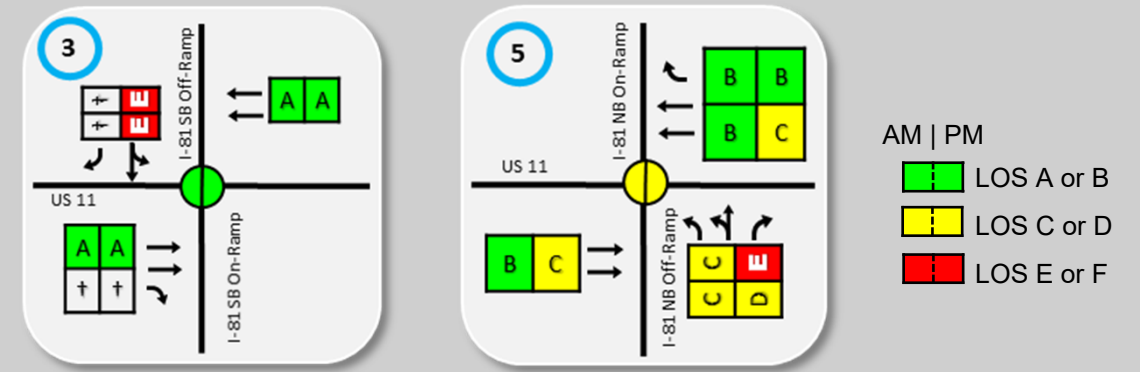 3
I-81 SB Off-Ramp
† E
† E
A A
US 11
A A
† †
I-81 SB On-Ramp
5
I-81 NB On-Ramp
B B
B C
US 11
B C
I-81 NB Off-Ramp
C E
C D
AM | PM
LOS A or B
LOS C or D
LOS E or F